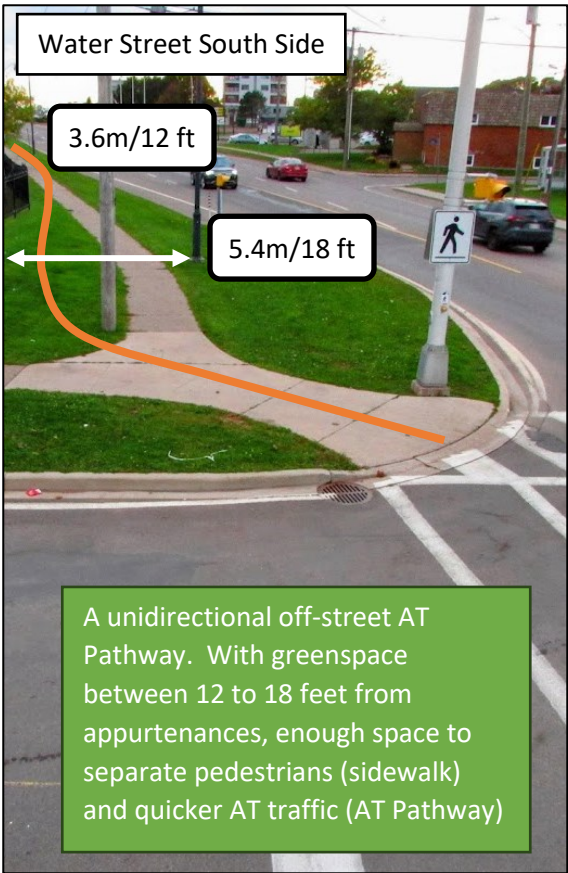 Water Street South Side
3.6m/12 ft
5.4m/18 ft
A unidirectional off-street AT
Pathway.  With greenspace
between 12 to 18 feet from
appurtenances, enough space to
separate pedestrians (sidewalk)
and quicker AT traffic (AT Pathway)